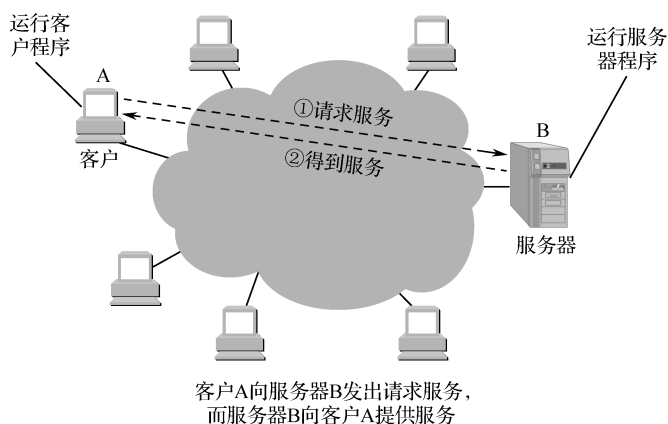 运行客
户程序
运行服务
器程序
A
①请求服务
B
②得到服务
客户
服务器
客户A向服务器B发出请求服务，
而服务器B向客户A提供服务